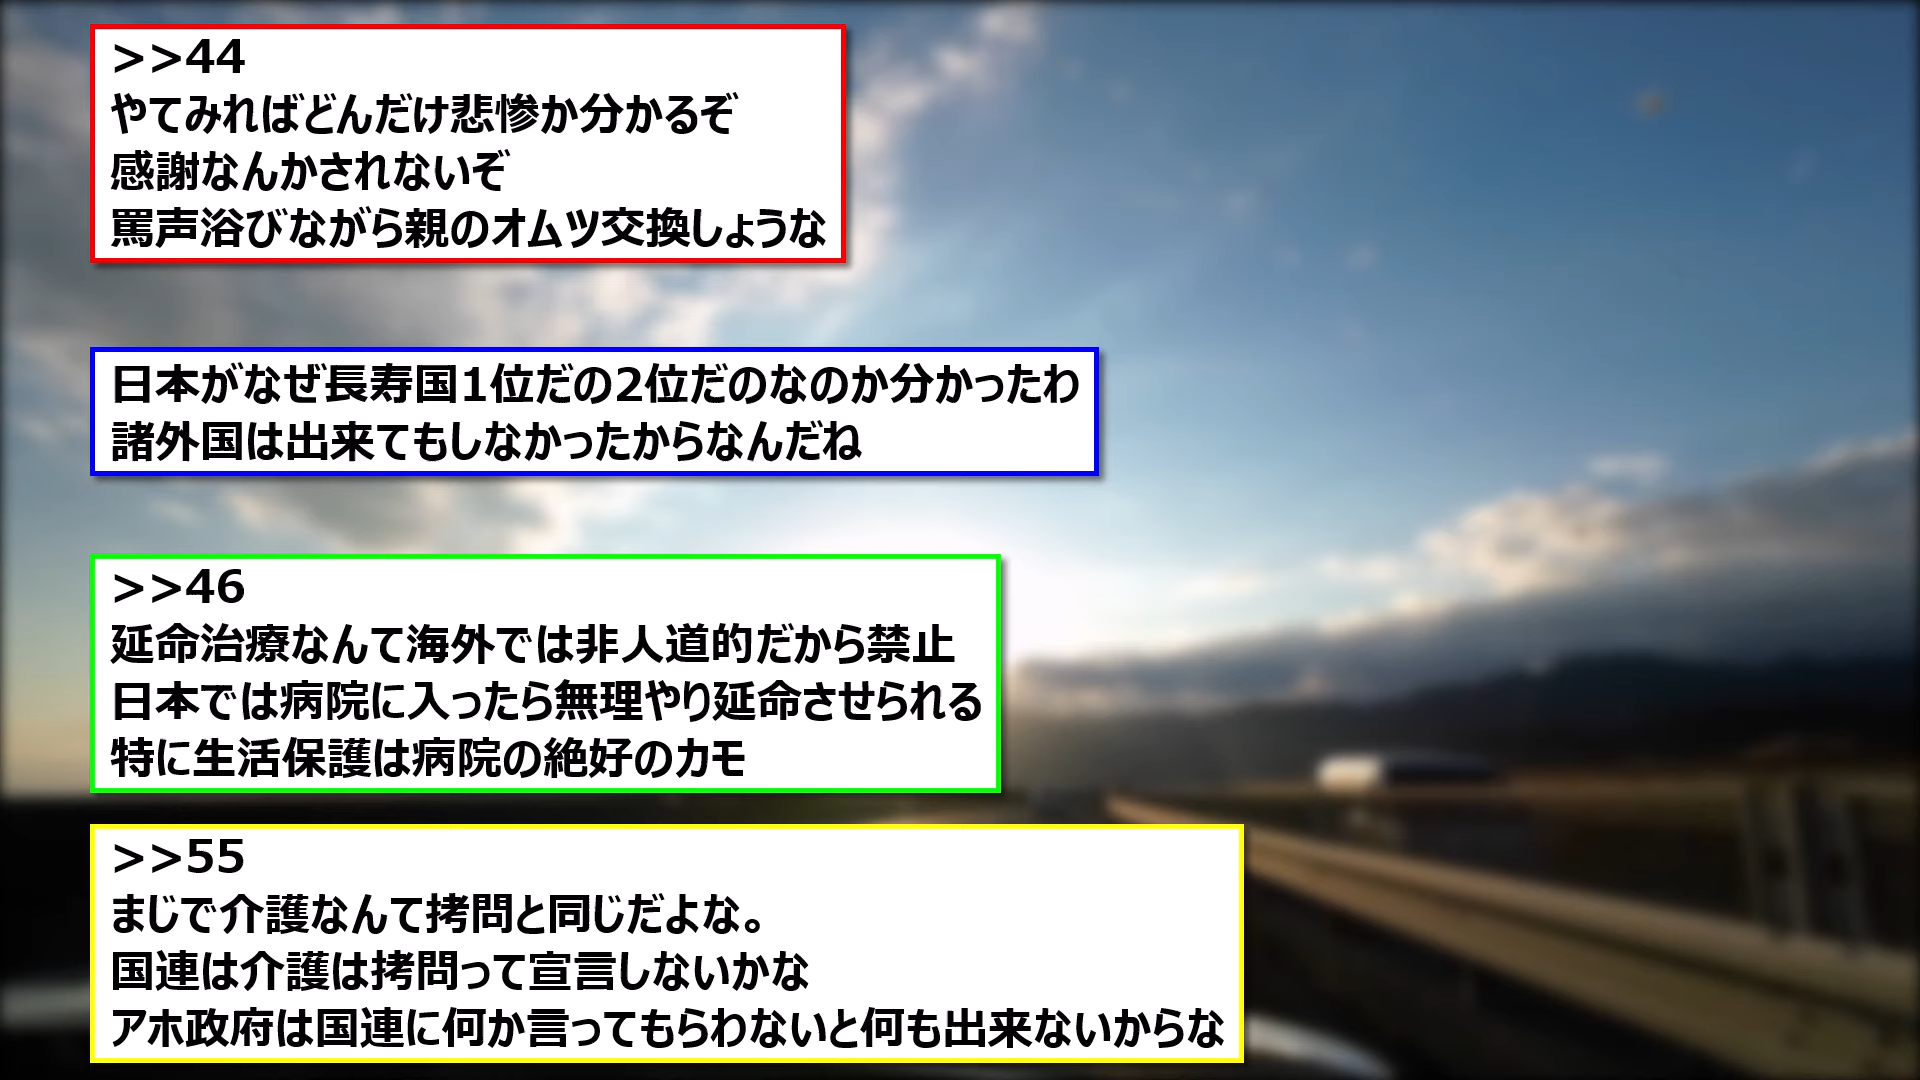 >>44
やてみればどんだけ悲惨か分かるぞ
感謝なんかされないぞ
罵声浴びながら親のオムツ交換しょうな
日本がなぜ長寿国1位だの2位だのなのか分かったわ
諸外国は出来てもしなかったからなんだね
>>46
延命治療なんて海外では非人道的だから禁止
日本では病院に入ったら無理やり延命させられる
特に生活保護は病院の絶好のカモ
>>55
まじで介護なんて拷問と同じだよな。
国連は介護は拷問って宣言しないかな
アホ政府は国連に何か言ってもらわないと何も出来ないからな